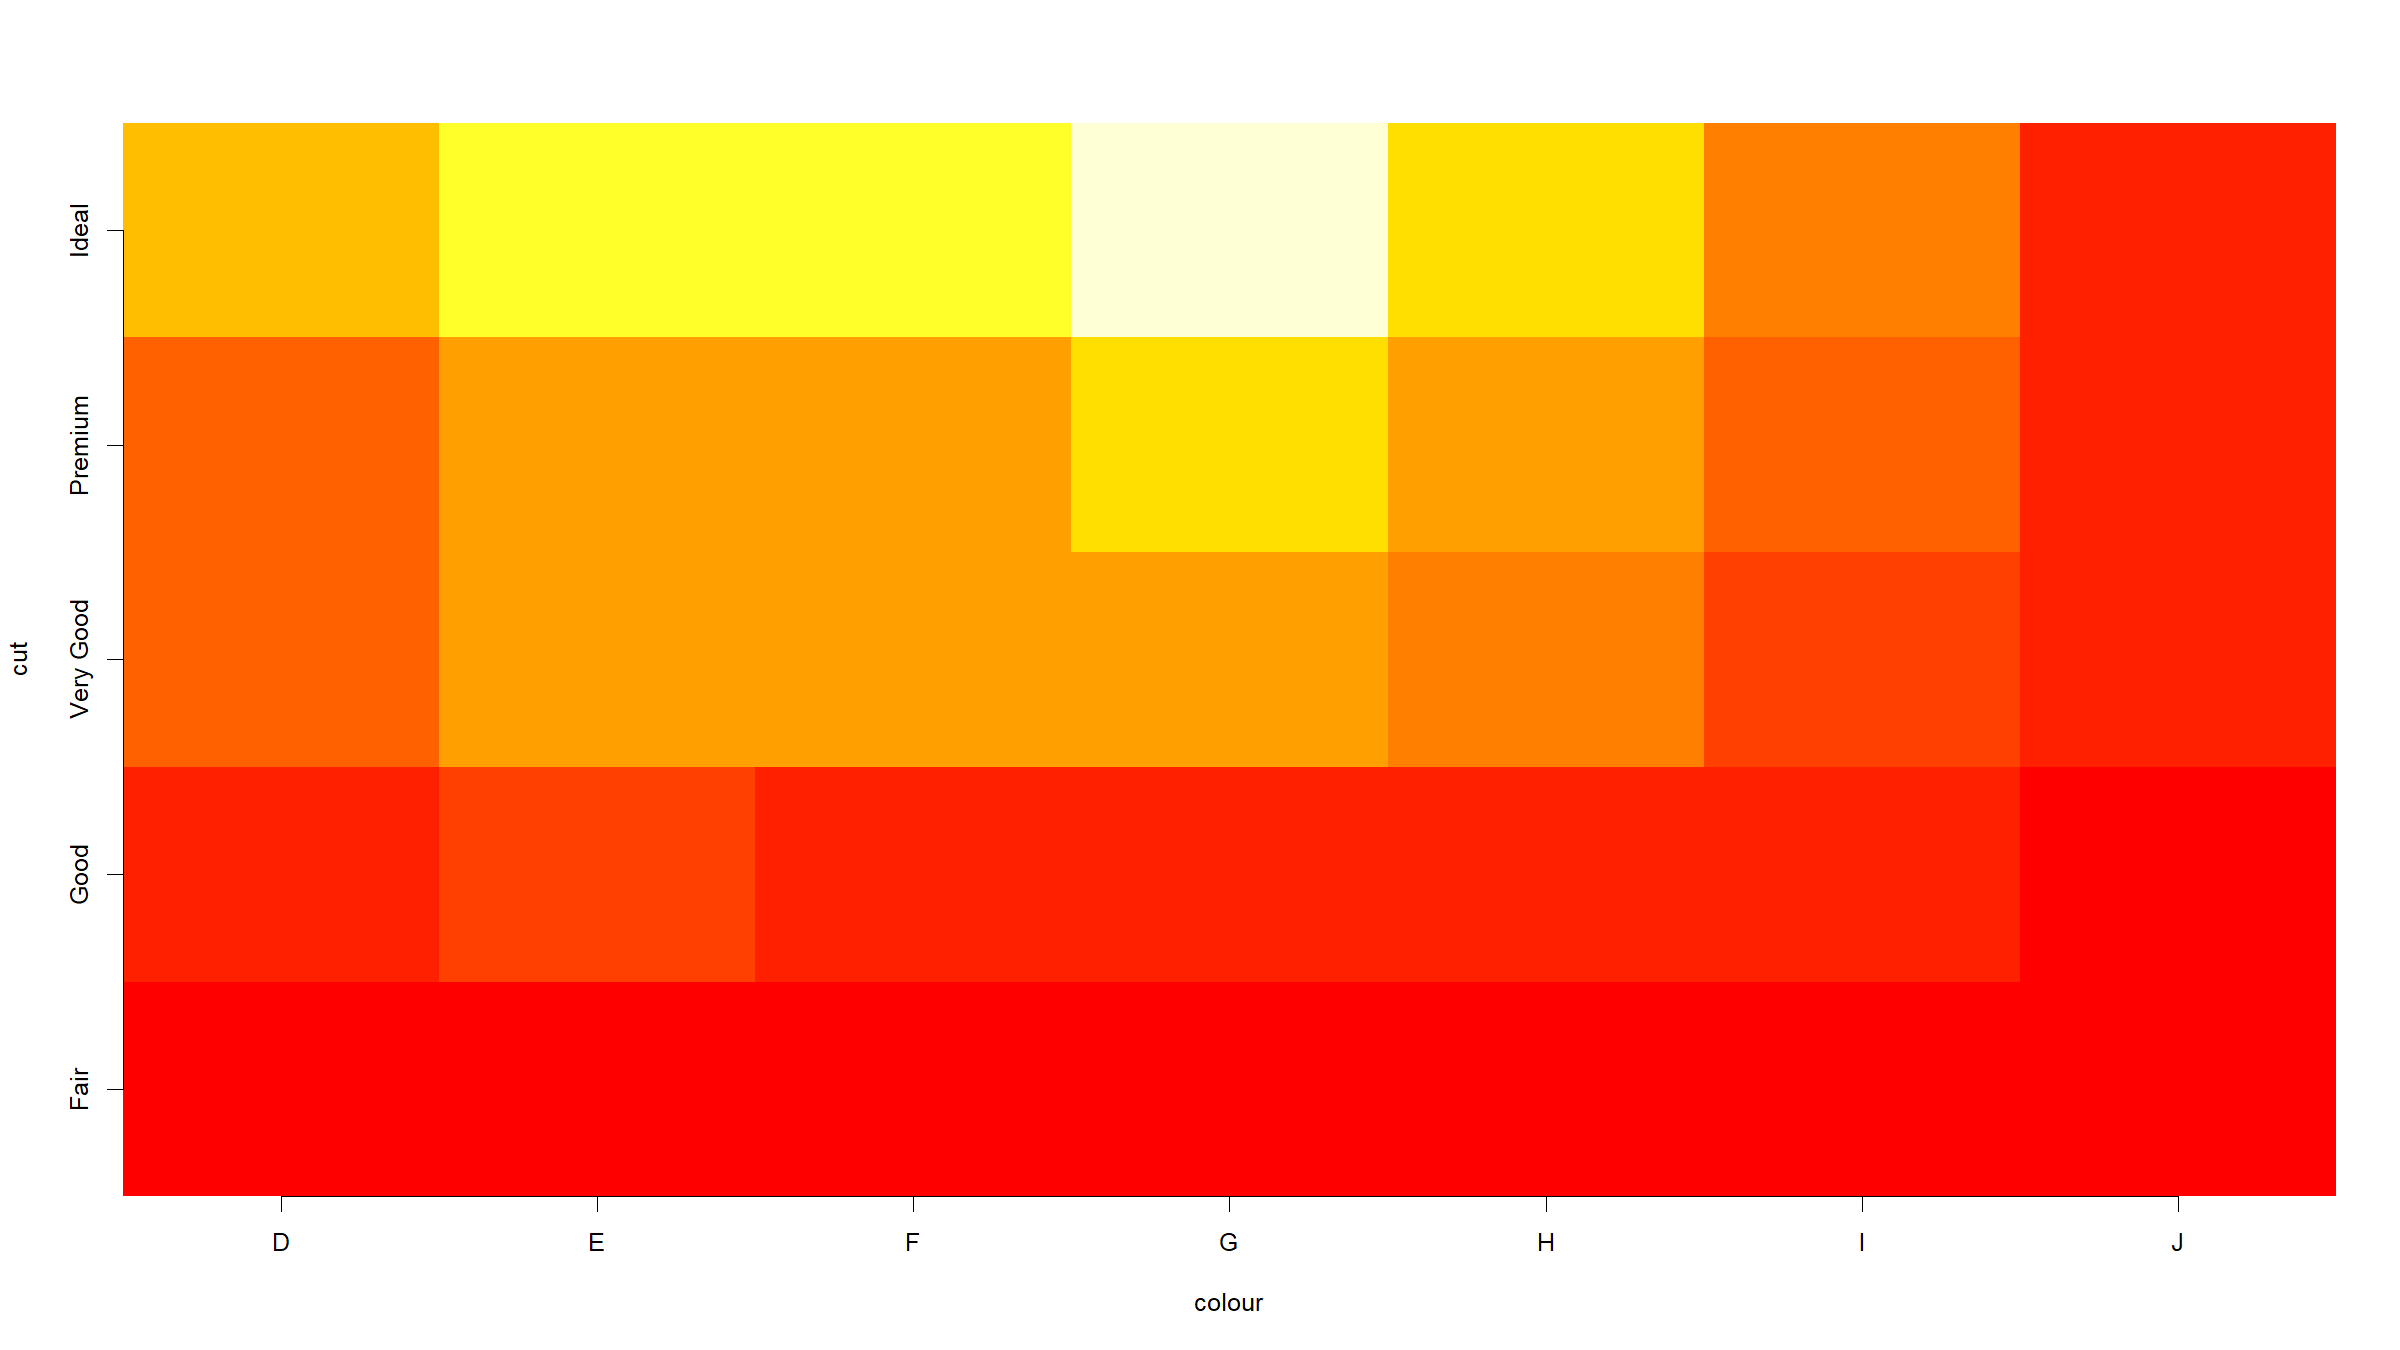 Ideal
Premium
Very Good
Good
Fair
cut
D E F G H I J
colour